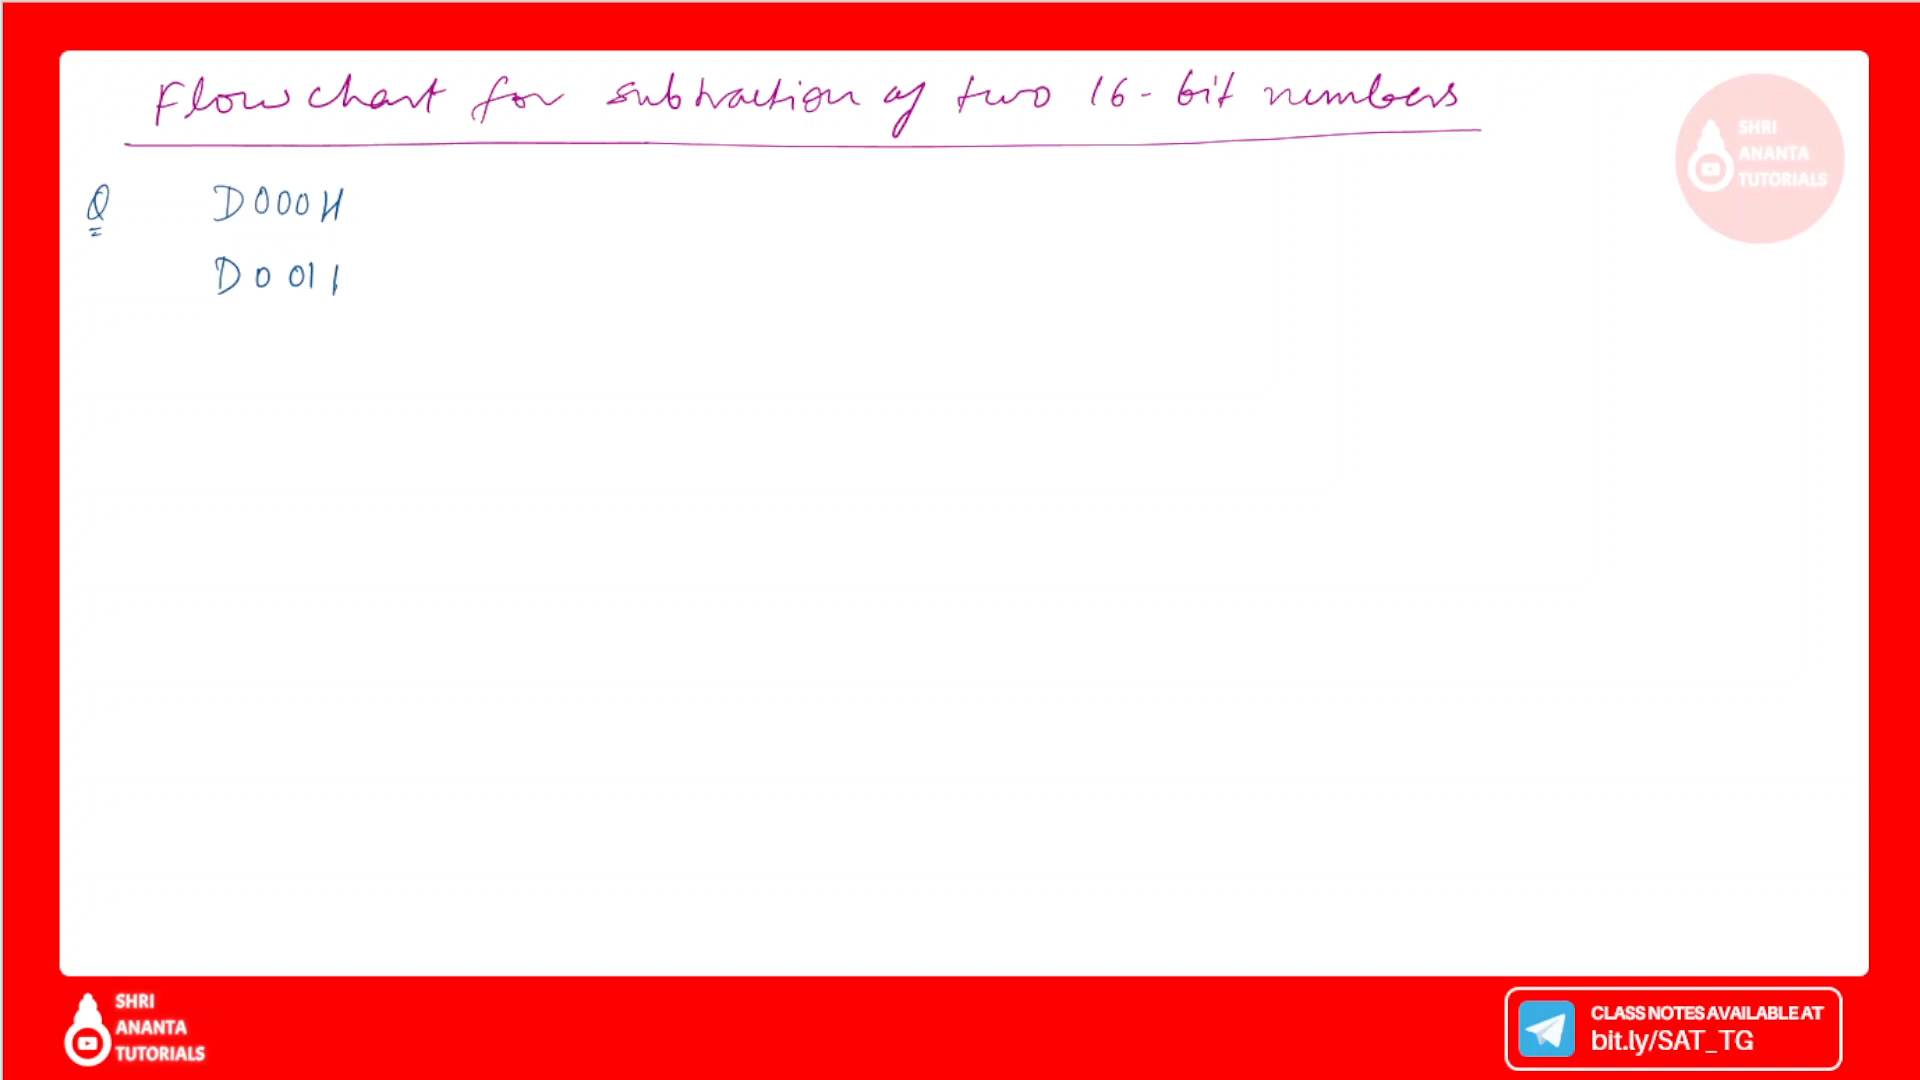 Flow chart for subtraction of two 16-bit numbers
SHRI
ANANTA
TUTORIALS
Q D000H
D001
SHRI
ANANTA
TUTORIALS
CLASS NOTES AVAILABLE AT
bit.ly/SAT_TG